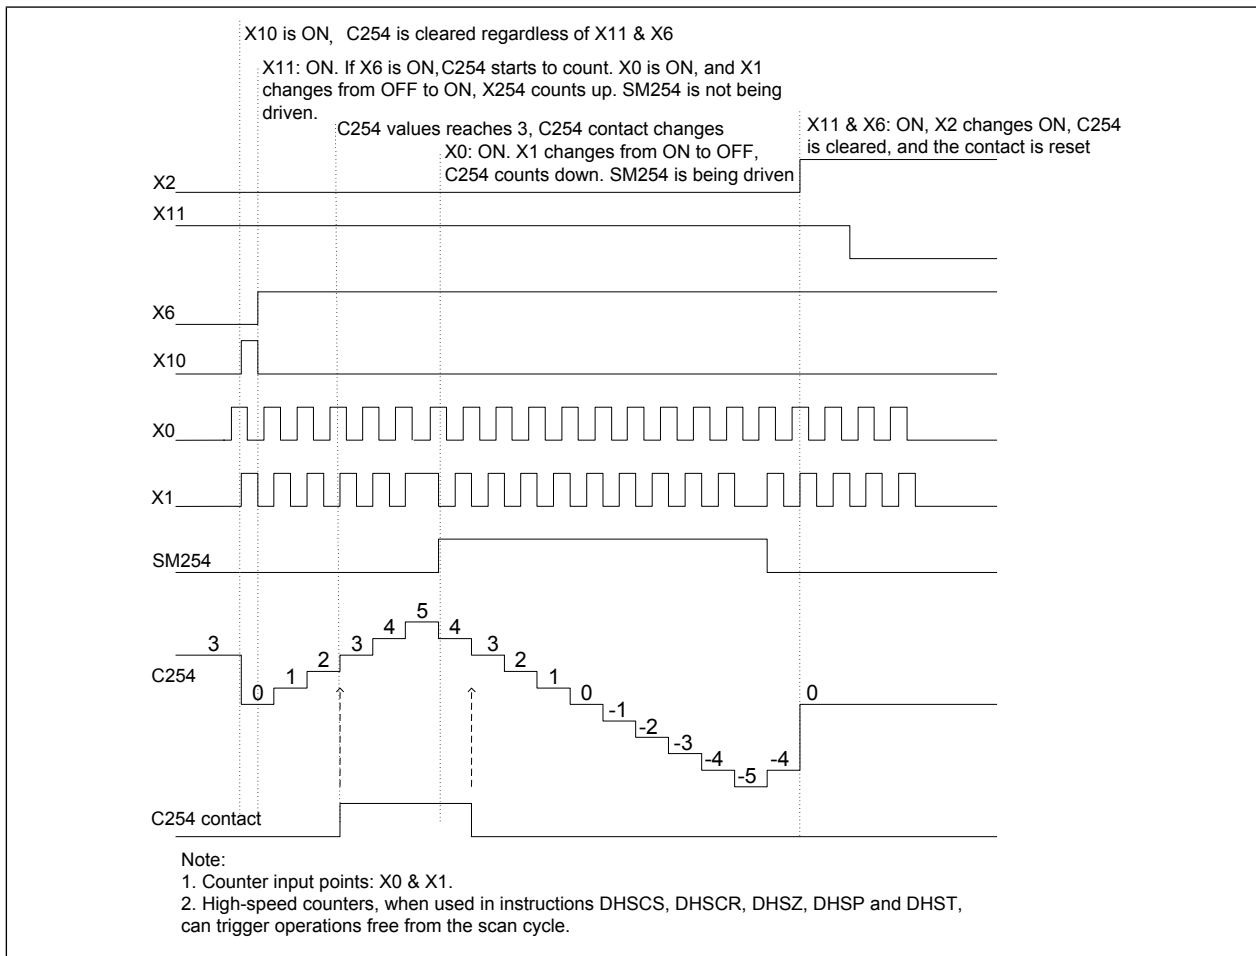 X10 is ON, C254 is cleared regardless of X11 & X6
X11: ON. If X6 is ON, C254 starts to count. X0 is ON, and X1
changes from OFF to ON, X254 counts up. SM254 is not being
driven.
C254 values reaches 3, C254 contact changes
X0: ON. X1 changes from ON to OFF,
C254 counts down. SM254 is being driven
X11 & X6: ON, X2 changes ON, C254
is cleared, and the contact is reset
X2
X11
X6
X10
X0
X1
SM254
C254
3
0
1
2
3
4
5
4
3
2
1
0
-1
-2
-3
-4
-5
-4
0
C254 contact
Note:
1. Counter input points: X0 & X1.
2. High-speed counters, when used in instructions DHSCS, DHSCR, DHSZ, DHSP and DHST,
can trigger operations free from the scan cycle.